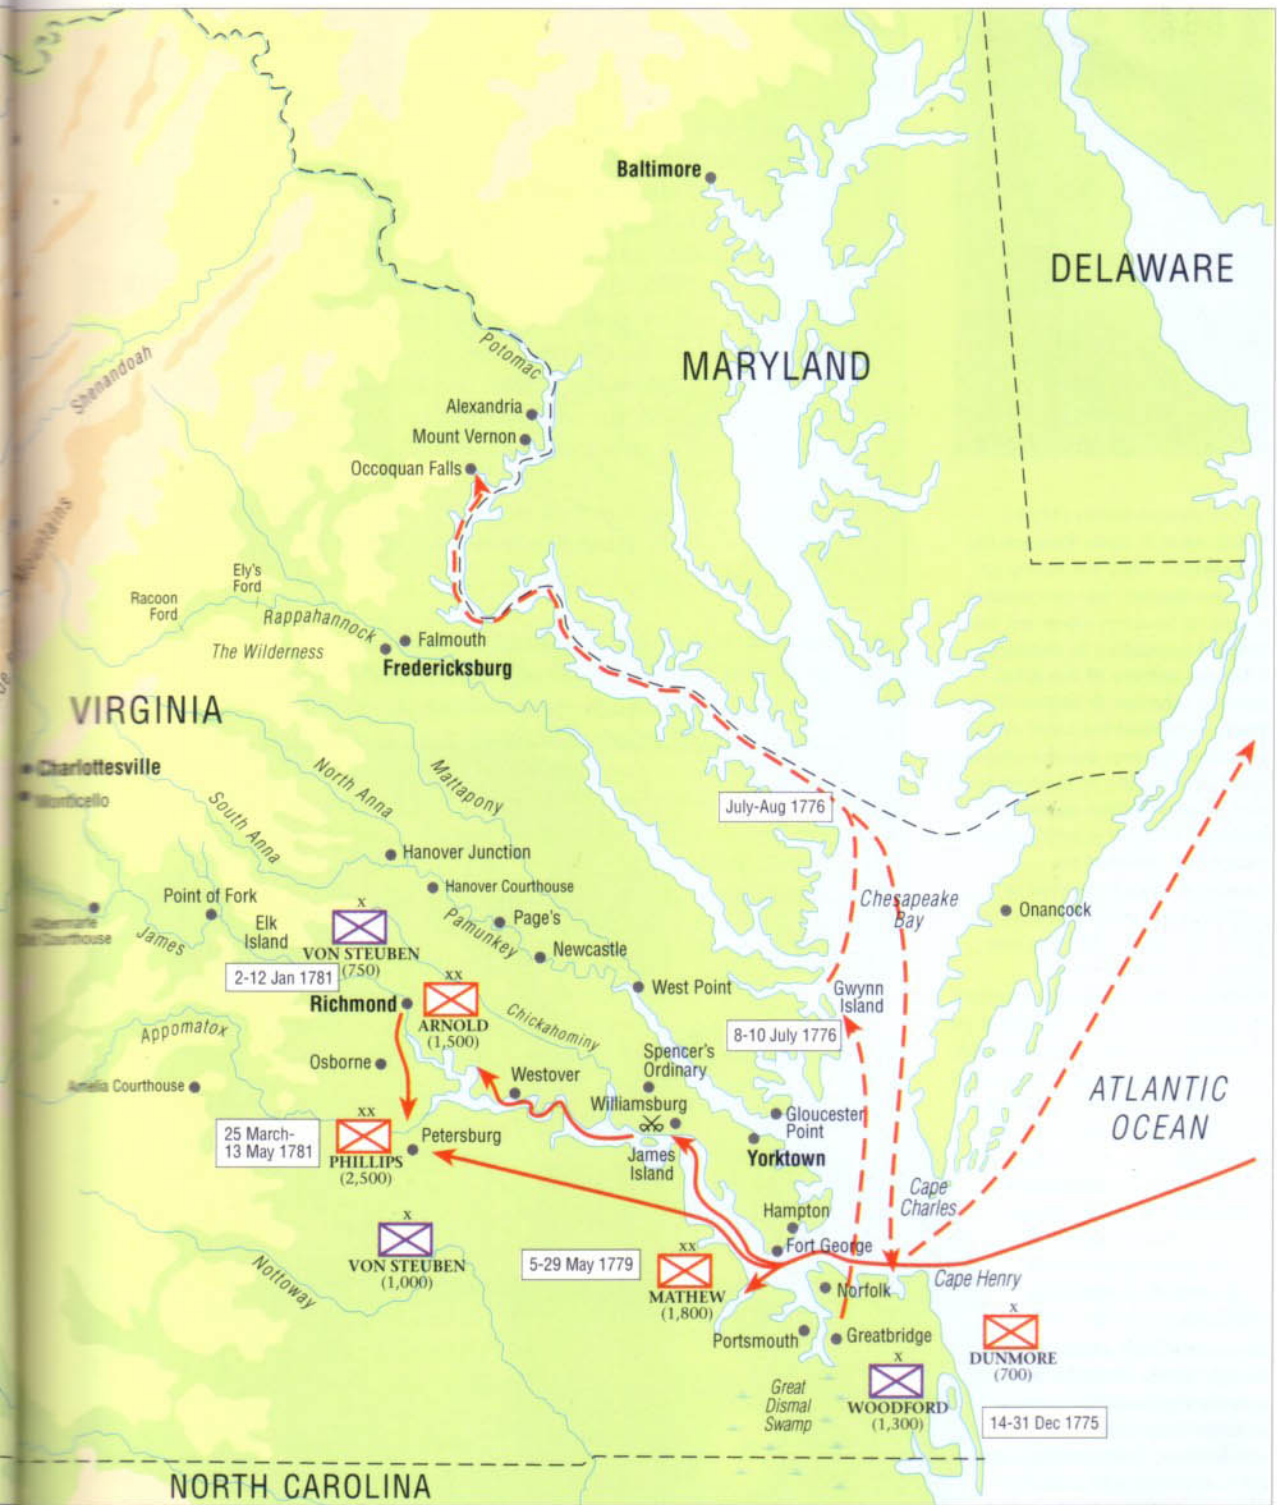 Baltimore
DELAWARE
MARYLAND
Potomac
Shenandoah
Alexandria
Mount Vernon
Occoquan Falls
Mountains
Ely's
Ford
Racoon
Ford
Rappahannock
Falmouth
The Wilderness
Fredericksburg
VIRGINIA
Charlottesville
Monticello
North Anna
Mattapony
South Anna
July-Aug 1776
Hanover Junction
Hanover Courthouse
Point of Fork
Chesapeake
Bay
Onancock
Elk
Island
James
X
VON STEUBEN
(750)
Page's
Pamunkey
Newcastle
Courthouse
2-12 Jan 1781
West Point
Gwynn
Island
Richmond
XX
ARNOLD
(1,500)
Chickahominy
8-10 July 1776
Appomatox
Osborne
Spencer's
Ordinary
Amelia Courthouse
Westover
Williamsburg
ATLANTIC
OCEAN
Gloucester
Point
25 March-
13 May 1781
XX
PHILLIPS
(2,500)
Petersburg
James
Island
Yorktown
Cape
Charles
Hampton
Fort George
X
VON STEUBEN
(1,000)
Nottoway
5-29 May 1779
XX
MATHEW
(1,800)
Cape Henry
Norfolk
Portsmouth
Greatbridge
X
DUNMORE
(700)
Great
Dismal
Swamp
X
WOODFORD
(1,300)
14-31 Dec 1775
NORTH CAROLINA